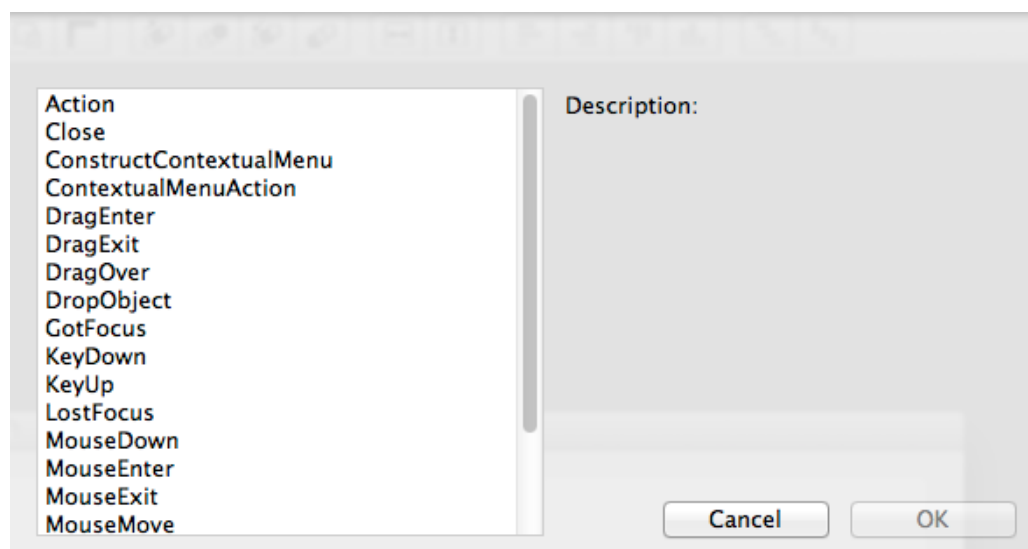 Action
Close
ConstructContextualMenu
ContextualMenuAction
DragEnter
DragExit
DragOver
DropObject
GotFocus
KeyDown
KeyUp
LostFocus
MouseDown
MouseEnter
MouseExit
MouseMove
Description:
Cancel
OK